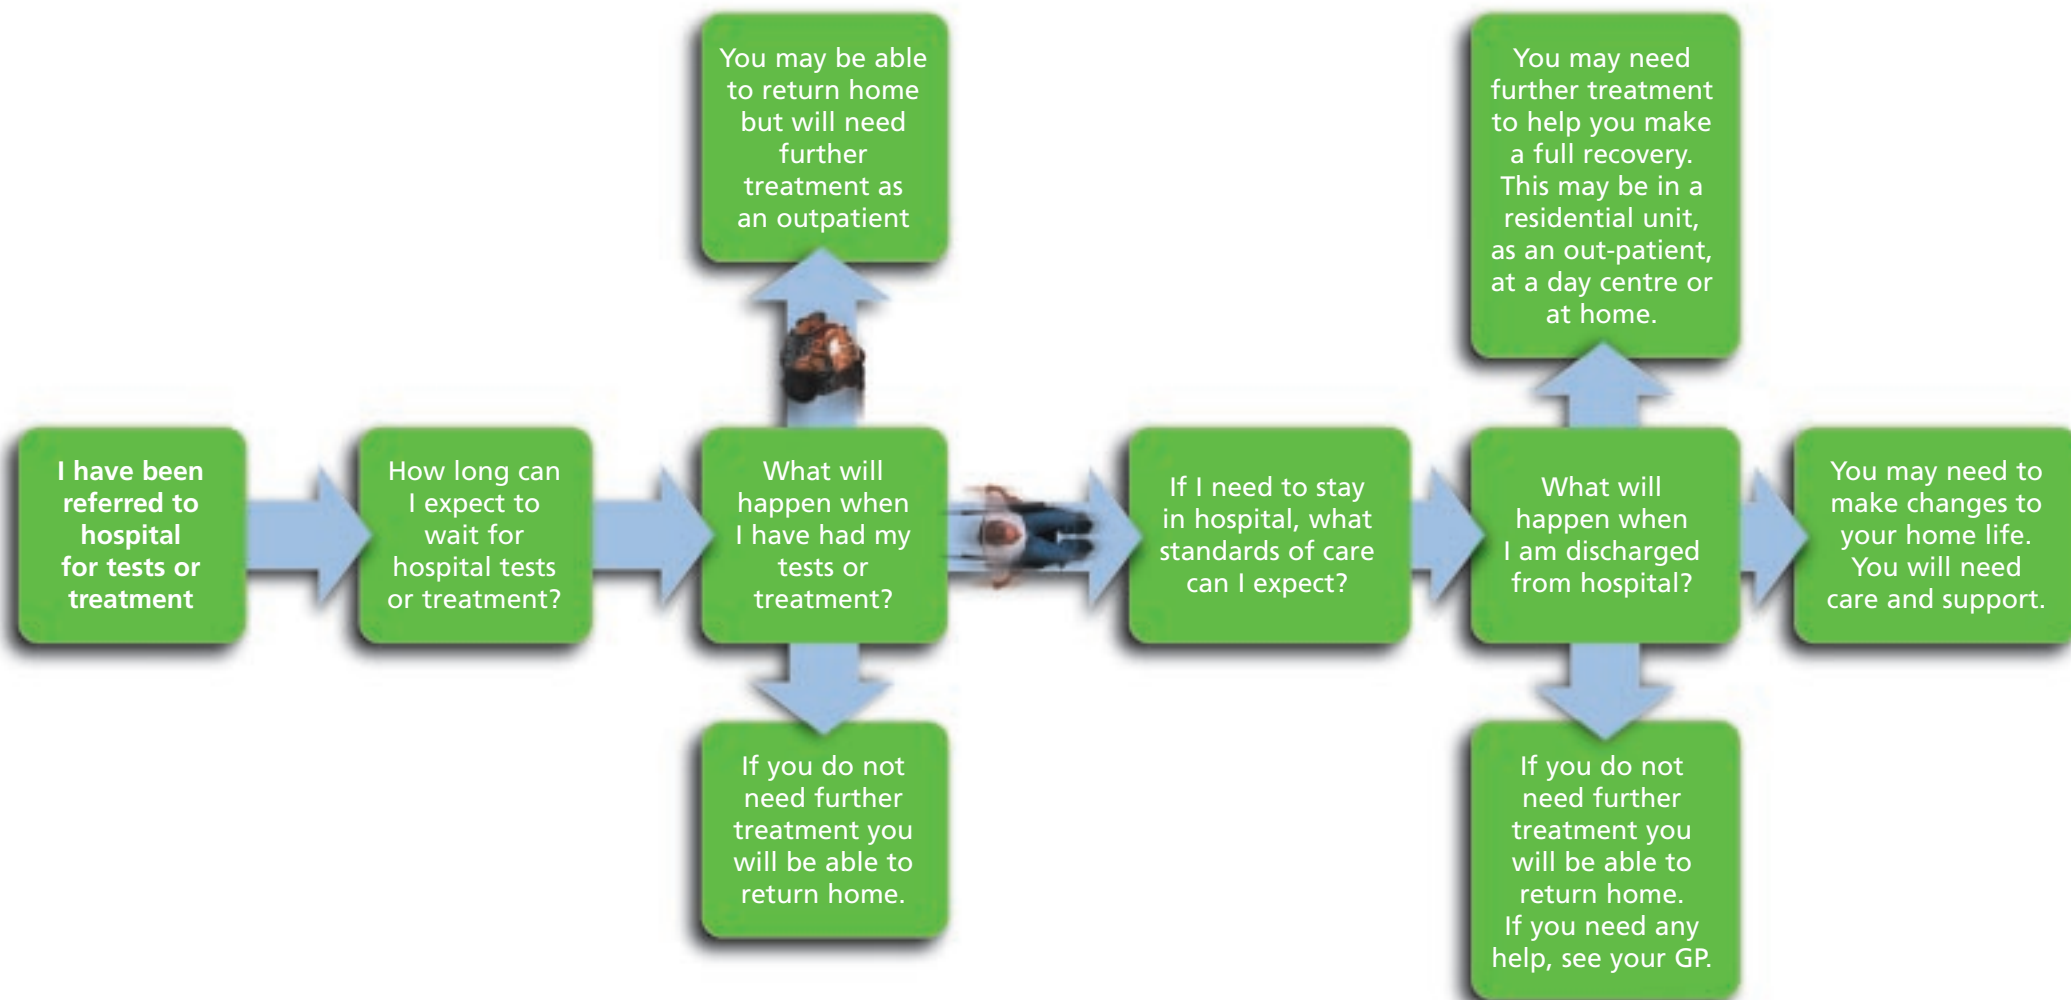 You may be able
to return home
but will need
further
treatment as
an outpatient
You may need
further treatment
to help you make
a full recovery.
This may be in a
residential unit,
as an out-patient,
at a day centre or
at home.
I have been
referred to
hospital
for tests or
treatment
How long can
I expect to
wait for
hospital tests
or treatment?
What will
happen when
I have had my
tests or
treatment?
If I need to stay
in hospital, what
standards of care
can I expect?
What will
happen when
I am discharged
from hospital?
You may need to
make changes to
your home life.
You will need
care and support.
If you do not
need further
treatment you
will be able to
return home.
If you do not
need further
treatment you
will be able to
return home.
If you need any
help, see your GP.